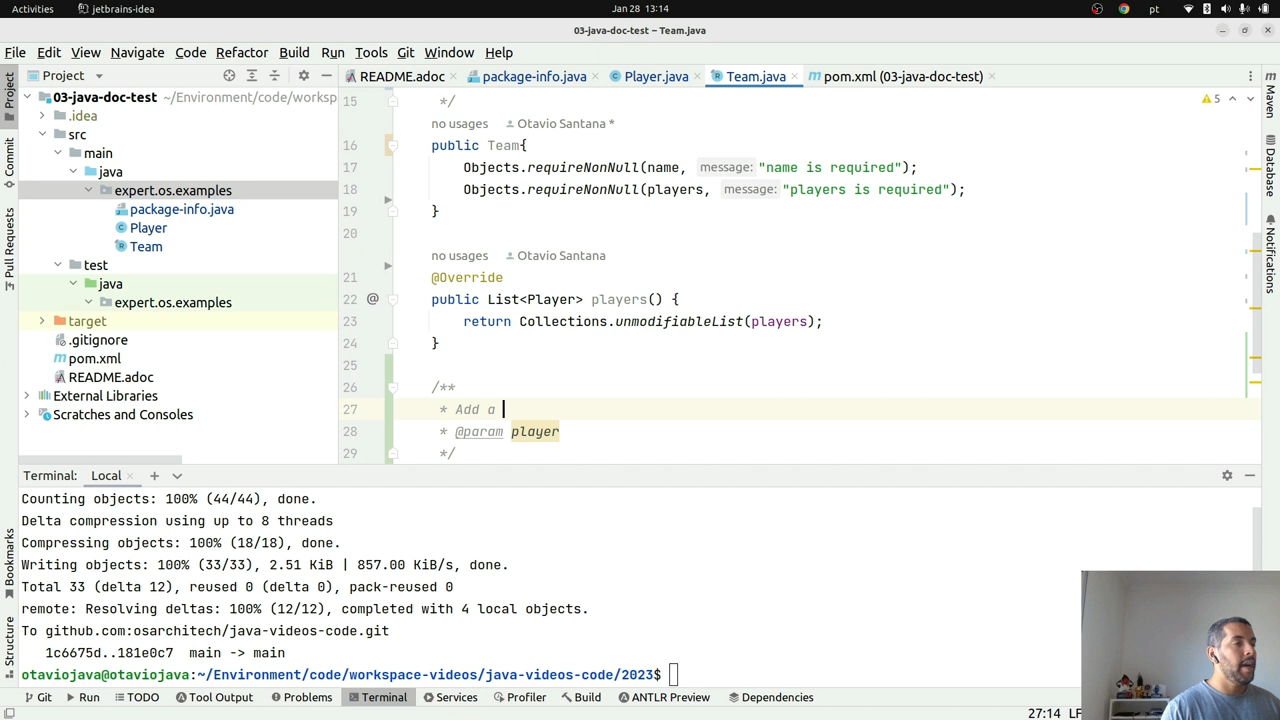 Activities
jetbrains-idea
Jan 28 13:14
pt
03-java-doc-test – Team.java
File Edit View Navigate Code Refactor Build Run Tools Git Window Help
Project
README.adoc
package-info.java
Player.java
Team.java
pom.xml (03-java-doc-test)
Project
Commit
Pull Requests
Bookmarks
Structure
03-java-doc-test ~/Environment/code/worksp
.idea
src
main
java
expert.os.examples
package-info.java
Player
Team
test
java
expert.os.examples
target
.gitignore
pom.xml
README.adoc
External Libraries
Scratches and Consoles
5
15 */
no usages Otavio Santana *
16 public Team{
17 Objects.requireNonNull(name, message: "name is required");
18 Objects.requireNonNull(players, message: "players is required");
19 }
20
no usages Otavio Santana
21 @Override
22 @ public List<Player> players() {
23 return Collections.unmodifiableList(players);
24 }
25
26 /**
27 * Add a
28 * @param player
29 */
Maven
Database
Notifications
Terminal: Local
Counting objects: 100% (44/44), done.
Delta compression using up to 8 threads
Compressing objects: 100% (18/18), done.
Writing objects: 100% (33/33), 2.51 KiB | 857.00 KiB/s, done.
Total 33 (delta 12), reused 0 (delta 0), pack-reused 0
remote: Resolving deltas: 100% (12/12), completed with 4 local objects.
To github.com:osarchitech/java-videos-code.git
1c6675d..181e0c7 main -> main
otaviojava@otaviojava:~/Environment/code/workspace-videos/java-videos-code/2023$
Git Run TODO Tool Output Problems Terminal Services Profiler Build ANTLR Preview Dependencies
27:14 LF